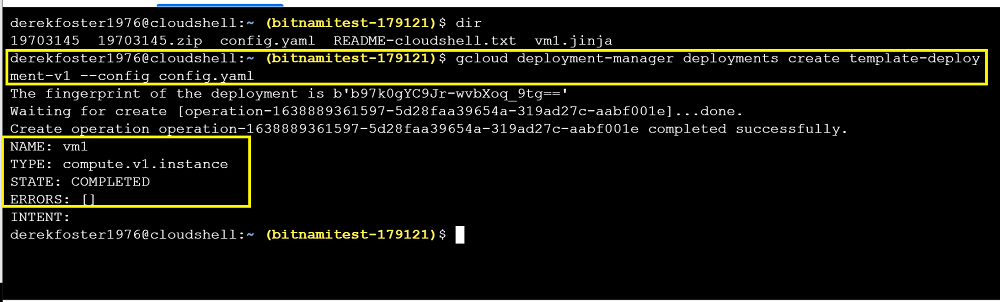 derekfoster1976@cloudshell:~ (bitnamitest-179121)$ dir
19703145  19703145.zip  config.yaml  README-cloudshell.txt  vm1.jinja
derekfoster1976@cloudshell:~ (bitnamitest-179121)$ gcloud deployment-manager deployments create template-deploy
ment-v1 --config config.yaml
The fingerprint of the deployment is b'b97k0gYC9Jr-wvbXoq_9tg=='
Waiting for create [operation-1638889361597-5d28faa39654a-319ad27c-aabf001e]...done.
Create operation operation-1638889361597-5d28faa39654a-319ad27c-aabf001e completed successfully.
NAME: vm1
TYPE: compute.v1.instance
STATE: COMPLETED
ERRORS: []
INTENT:
derekfoster1976@cloudshell:~ (bitnamitest-179121)$